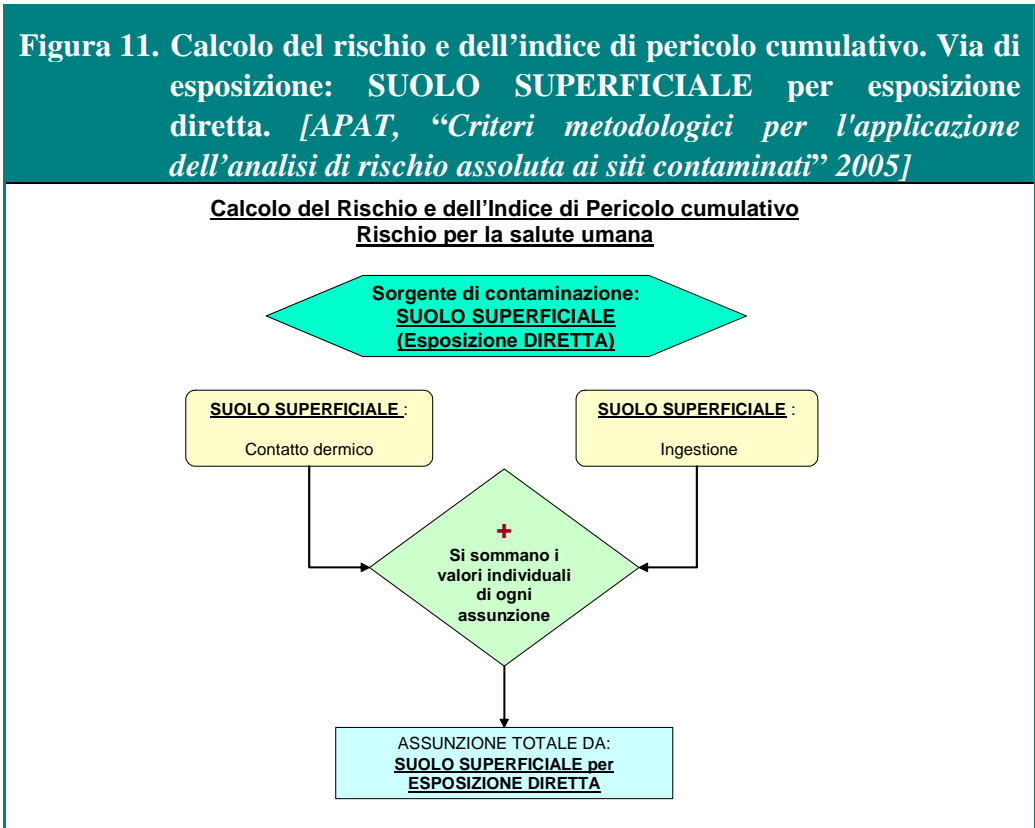 Figura 11. Calcolo del rischio e dell’indice di pericolo cumulativo. Via di
esposizione: SUOLO SUPERFICIALE per esposizione
diretta. [APAT, “Criteri metodologici per l'applicazione
dell’analisi di rischio assoluta ai siti contaminati” 2005]
Calcolo del Rischio e dell’Indice di Pericolo cumulativo
Rischio per la salute umana
Sorgente di contaminazione:
SUOLO SUPERFICIALE
(Esposizione DIRETTA)
SUOLO SUPERFICIALE :
Contatto dermico
SUOLO SUPERFICIALE :
Ingestione
+
Si sommano i
valori individuali
di ogni
assunzione
ASSUNZIONE TOTALE DA:
SUOLO SUPERFICIALE per
ESPOSIZIONE DIRETTA